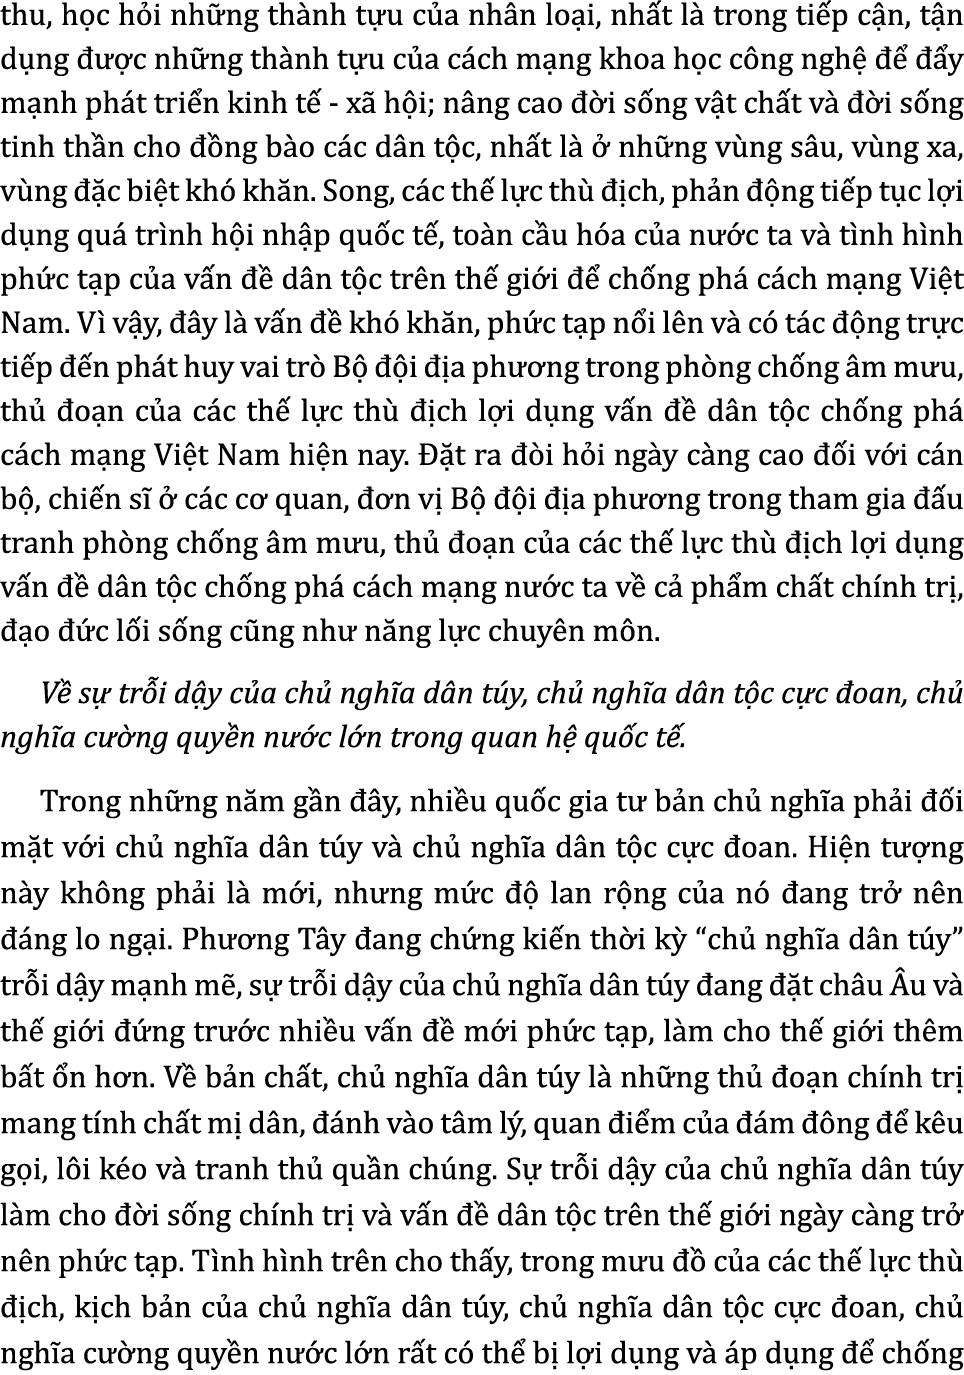 thu, học hỏi những thành tựu của nhân loại, nhất là trong tiếp cận, tận
dụng được những thành tựu của cách mạng khoa học công nghệ để đẩy
mạnh phát triển kinh tế - xã hội; nâng cao đời sống vật chất và đời sống
tinh thần cho đồng bào các dân tộc, nhất là ở những vùng sâu, vùng xa,
vùng đặc biệt khó khăn. Song, các thế lực thù địch, phản động tiếp tục lợi
dụng quá trình hội nhập quốc tế, toàn cầu hóa của nước ta và tình hình
phức tạp của vấn đề dân tộc trên thế giới để chống phá cách mạng Việt
Nam. Vì vậy, đây là vấn đề khó khăn, phức tạp nổi lên và có tác động trực
tiếp đến phát huy vai trò Bộ đội địa phương trong phòng chống âm mưu,
thủ đoạn của các thế lực thù địch lợi dụng vấn đề dân tộc chống phá
cách mạng Việt Nam hiện nay. Đặt ra đòi hỏi ngày càng cao đối với cán
bộ, chiến sĩ ở các cơ quan, đơn vị Bộ đội địa phương trong tham gia đấu
tranh phòng chống âm mưu, thủ đoạn của các thế lực thù địch lợi dụng
vấn đề dân tộc chống phá cách mạng nước ta về cả phẩm chất chính trị,
đạo đức lối sống cũng như năng lực chuyên môn.
Về sự trỗi dậy của chủ nghĩa dân túy, chủ nghĩa dân tộc cực đoan, chủ
nghĩa cường quyền nước lớn trong quan hệ quốc tế.
Trong những năm gần đây, nhiều quốc gia tư bản chủ nghĩa phải đối
mặt với chủ nghĩa dân túy và chủ nghĩa dân tộc cực đoan. Hiện tượng
này không phải là mới, nhưng mức độ lan rộng của nó đang trở nên
đáng lo ngại. Phương Tây đang chứng kiến thời kỳ “chủ nghĩa dân túy”
trỗi dậy mạnh mẽ, sự trỗi dậy của chủ nghĩa dân túy đang đặt châu Âu và
thế giới đứng trước nhiều vấn đề mới phức tạp, làm cho thế giới thêm
bất ổn hơn. Về bản chất, chủ nghĩa dân túy là những thủ đoạn chính trị
mang tính chất mị dân, đánh vào tâm lý, quan điểm của đám đông để kêu
gọi, lôi kéo và tranh thủ quần chúng. Sự trỗi dậy của chủ nghĩa dân túy
làm cho đời sống chính trị và vấn đề dân tộc trên thế giới ngày càng trở
nên phức tạp. Tình hình trên cho thấy, trong mưu đồ của các thế lực thù
địch, kịch bản của chủ nghĩa dân túy, chủ nghĩa dân tộc cực đoan, chủ
nghĩa cường quyền nước lớn rất có thể bị lợi dụng và áp dụng để chống